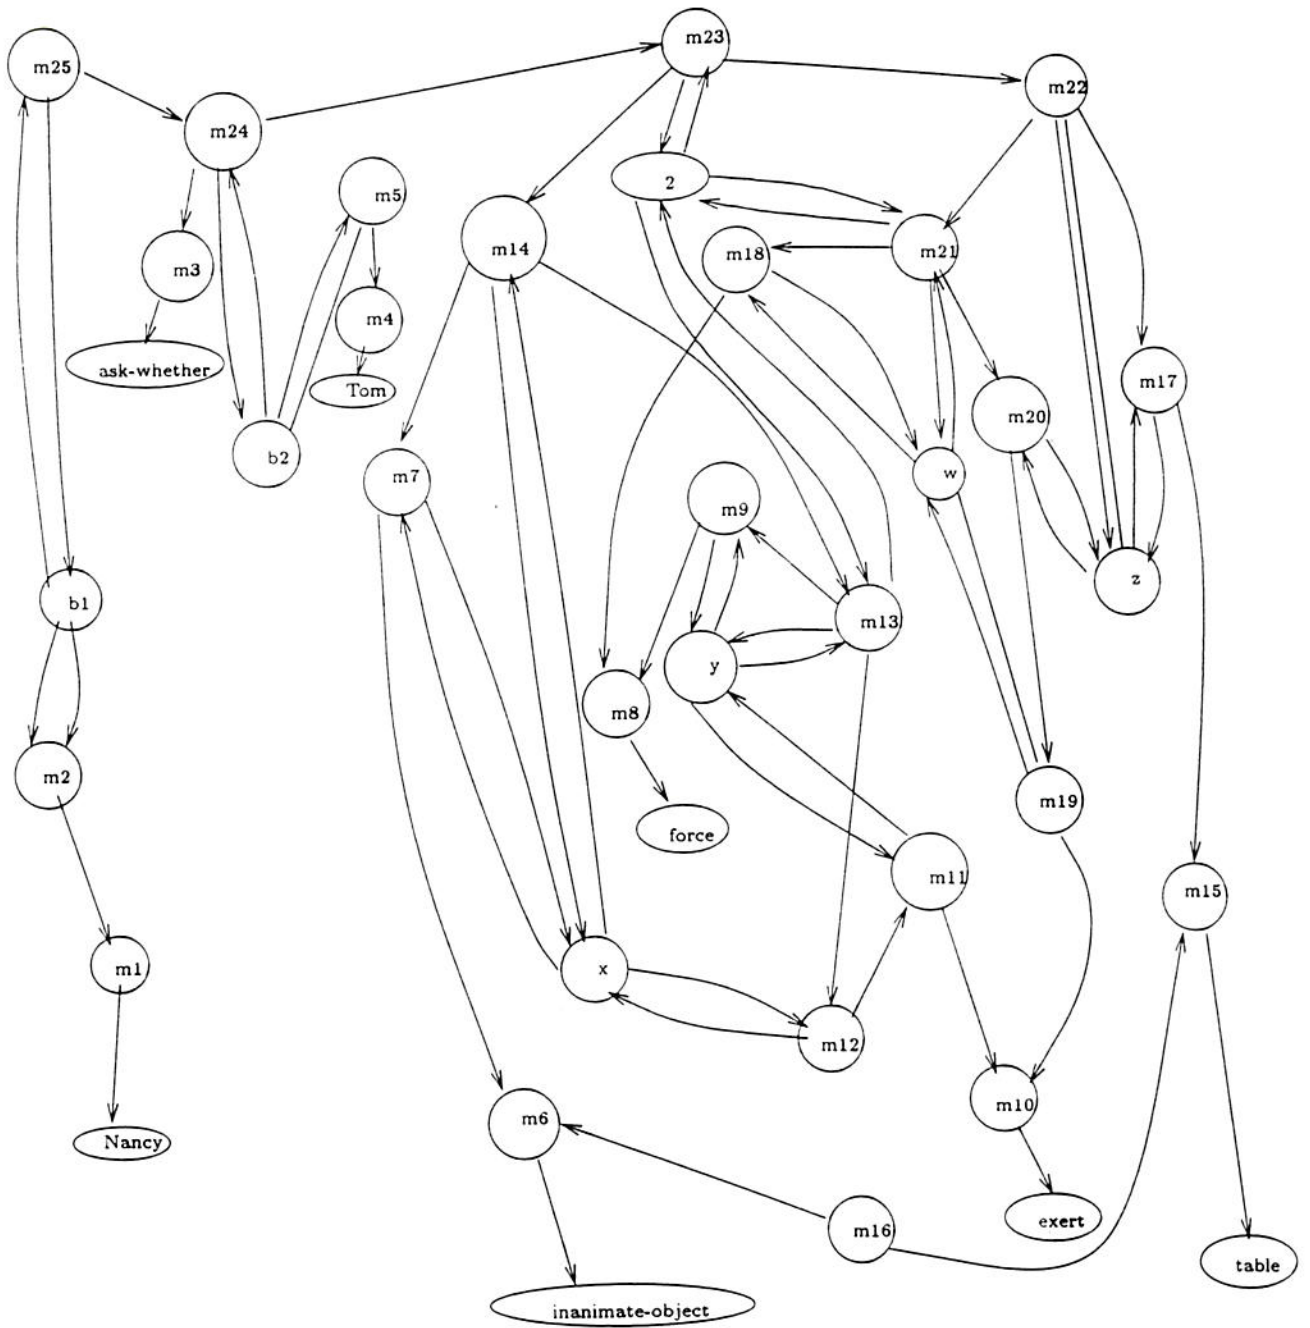 m23
m25
m22
m24
2
m5
m14
m18
m21
m3
m4
ask-whether
Tom
m17
m20
b2
m7
w
m9
z
b1
m13
y
m8
m2
m19
force
m11
m15
m1
x
m12
m10
m6
Nancy
exert
m16
table
inanimate-object